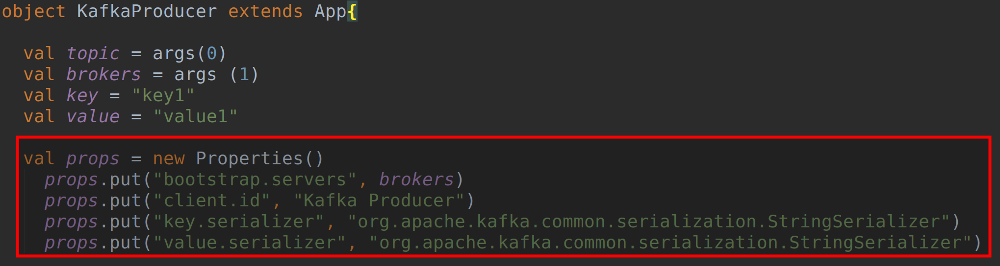 object KafkaProducer extends App{
val topic = args(0)
val brokers = args (1)
val key = "key1"
val value = "value1"
val props = new Properties()
props.put("bootstrap.servers", brokers)
props.put("client.id", "Kafka Producer")
props.put("key.serializer", "org.apache.kafka.common.serialization.StringSerializer")
props.put("value.serializer", "org.apache.kafka.common.serialization.StringSerializer")